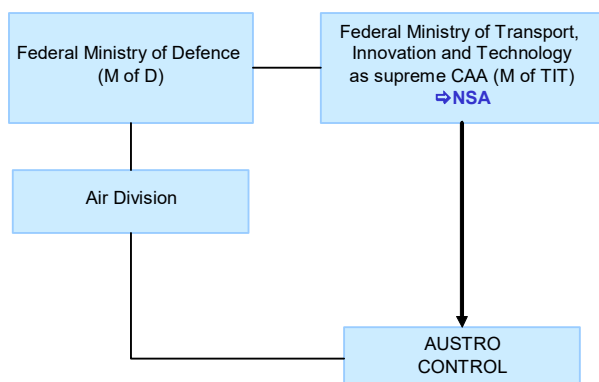 Federal Ministry of Defence
(M of D)
Federal Ministry of Transport,
Innovation and Technology
as supreme CAA (M of TIT)
⇨NSA
Air Division
AUSTRO
CONTROL